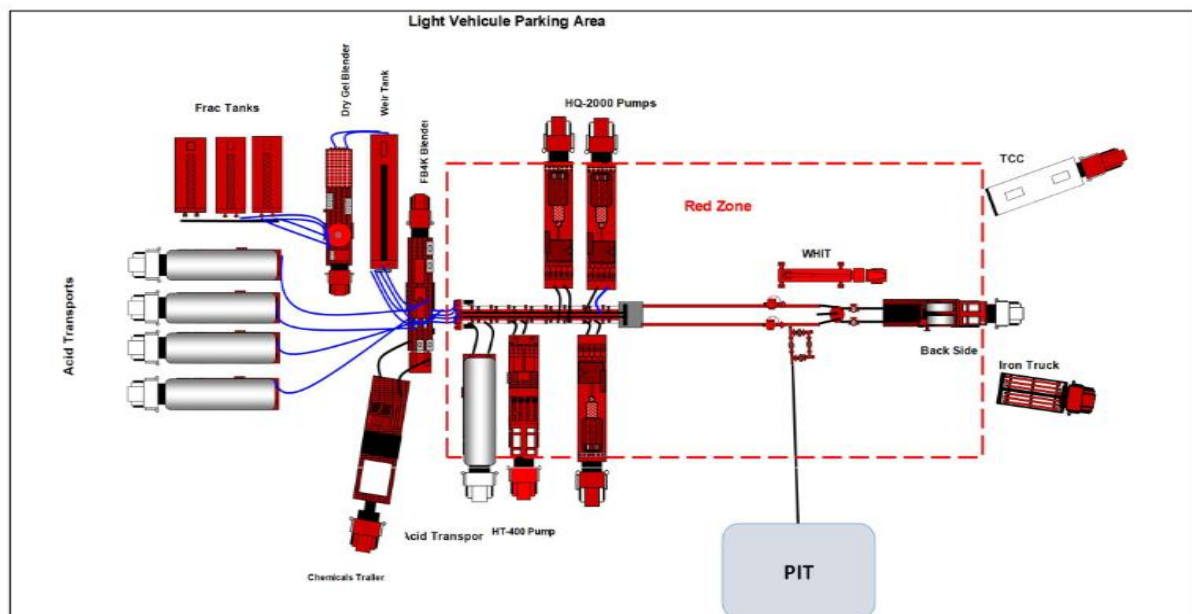 Light Vehicule Parking Area
Frac Tanks
Dry Gel Blender
Weir Tank
FB4K Blender
HQ-2000 Pumps
TCC
Red Zone
WHIT
Acid Transports
Back Side
Iron Truck
Acid Transpor
HT-400 Pump
Chemicals Trailer
PIT